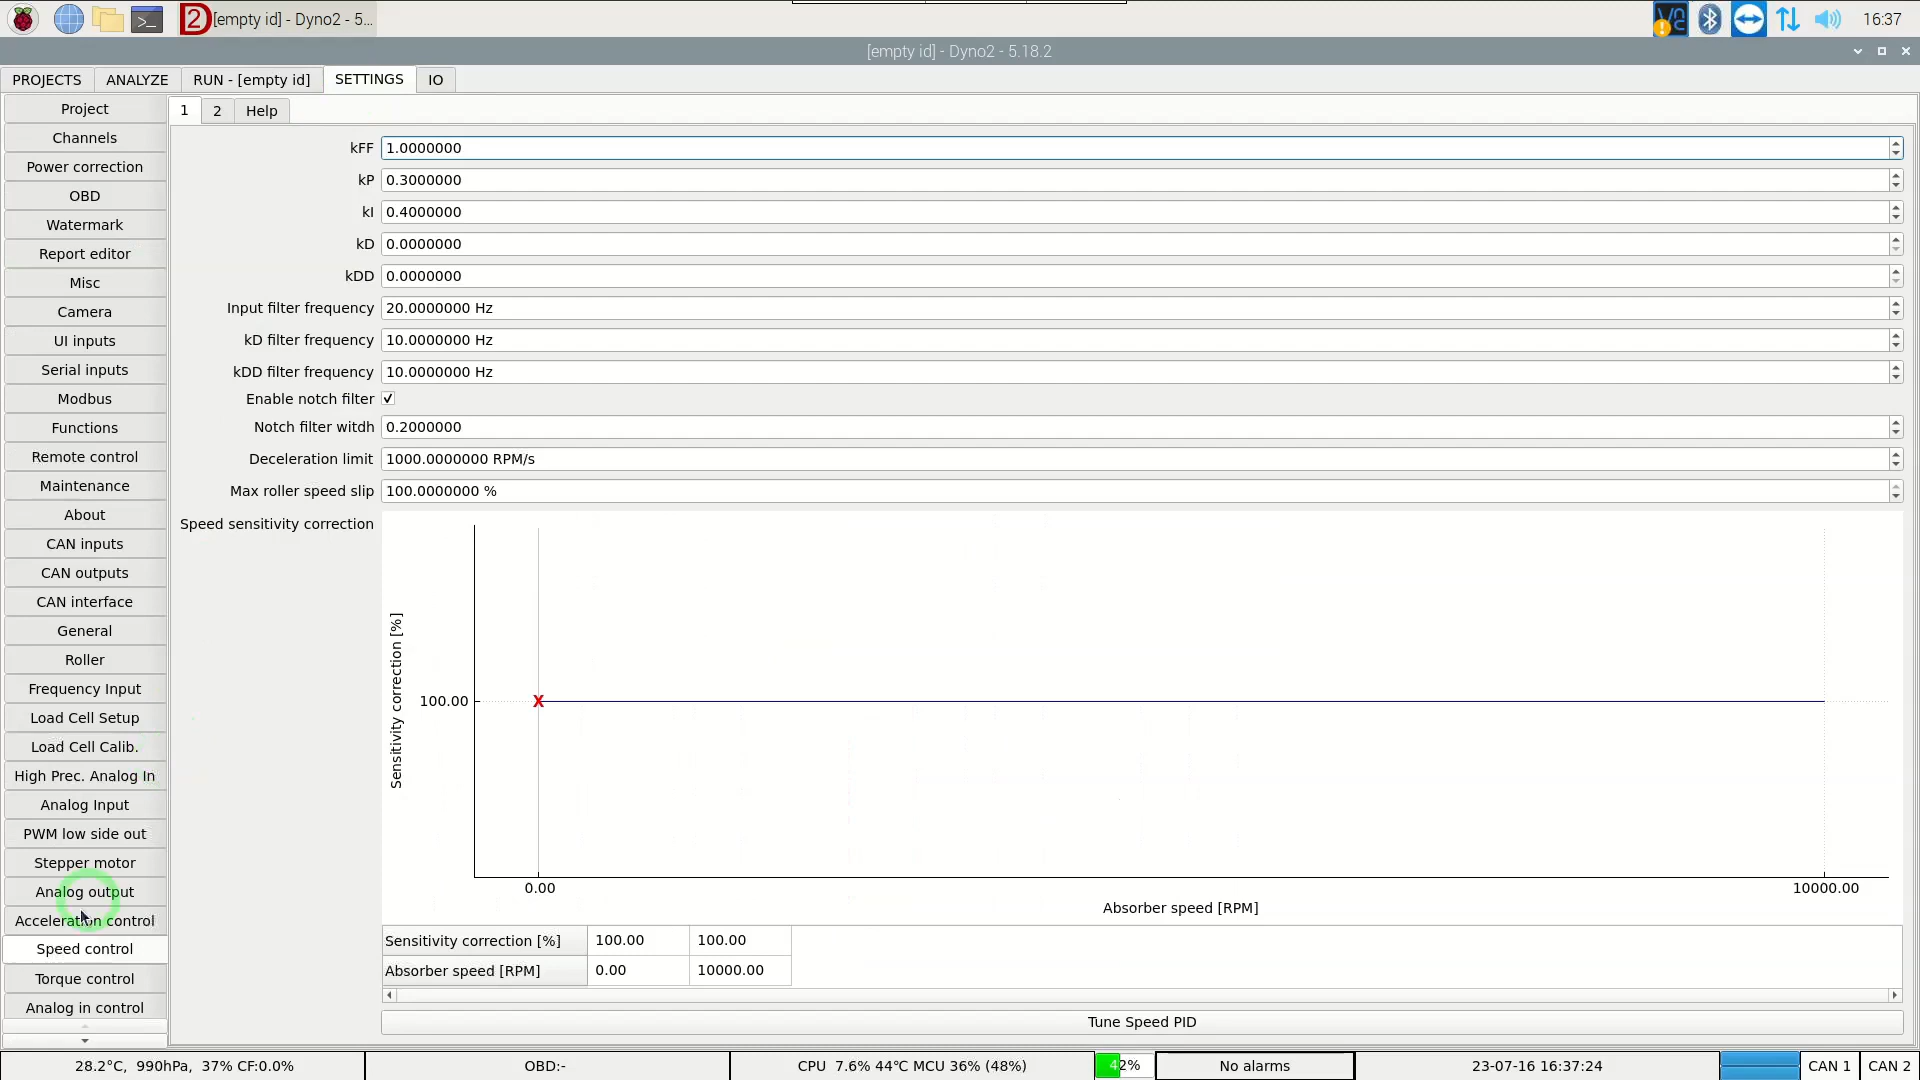 [empty id] - Dyno2 - 5...
16:37
[empty id] - Dyno2 - 5.18.2
PROJECTS ANALYZE RUN - [empty id] SETTINGS IO
1 2 Help
Project
Channels
Power correction
OBD
Watermark
Report editor
Misc
Camera
UI inputs
Serial inputs
Modbus
Functions
Remote control
Maintenance
About
CAN inputs
CAN outputs
CAN interface
General
Roller
Frequency Input
Load Cell Setup
Load Cell Calib.
High Prec. Analog In
Analog Input
PWM low side out
Stepper motor
Analog output
Acceleration control
Speed control
Torque control
Analog in control
kFF 1.0000000
kP 0.3000000
kI 0.4000000
kD 0.0000000
kDD 0.0000000
Input filter frequency 20.0000000 Hz
kD filter frequency 10.0000000 Hz
kDD filter frequency 10.0000000 Hz
Enable notch filter
Notch filter witdh 0.2000000
Deceleration limit 1000.0000000 RPM/s
Max roller speed slip 100.0000000 %
Speed sensitivity correction
Sensitivity correction [%]
100.00
X
0.00 10000.00
Absorber speed [RPM]
Sensitivity correction [%] 100.00 100.00
Absorber speed [RPM] 0.00 10000.00
Tune Speed PID
28.2°C, 990hPa, 37% CF:0.0% OBD:- CPU 7.6% 44°C MCU 36% (48%) 42% No alarms 23-07-16 16:37:24 CAN 1 CAN 2